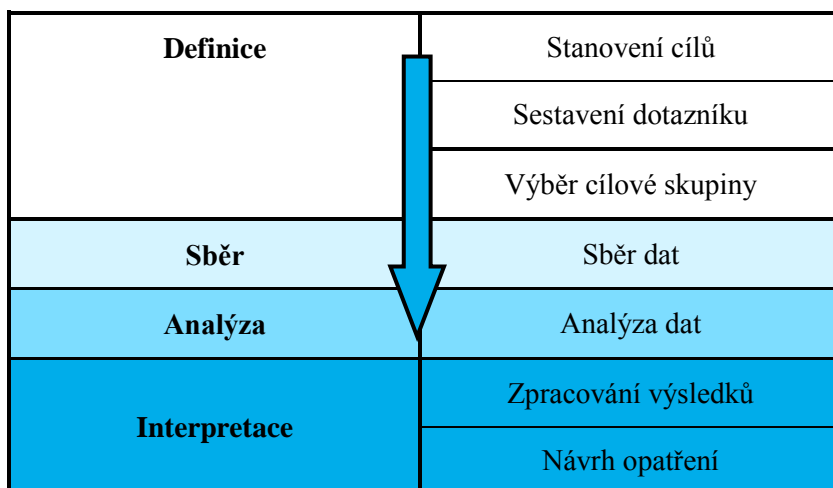 Definice
Stanovení cílů
Sestavení dotazníku
Výběr cílové skupiny
Sběr
Sběr dat
Analýza
Analýza dat
Interpretace
Zpracování výsledků
Návrh opatření